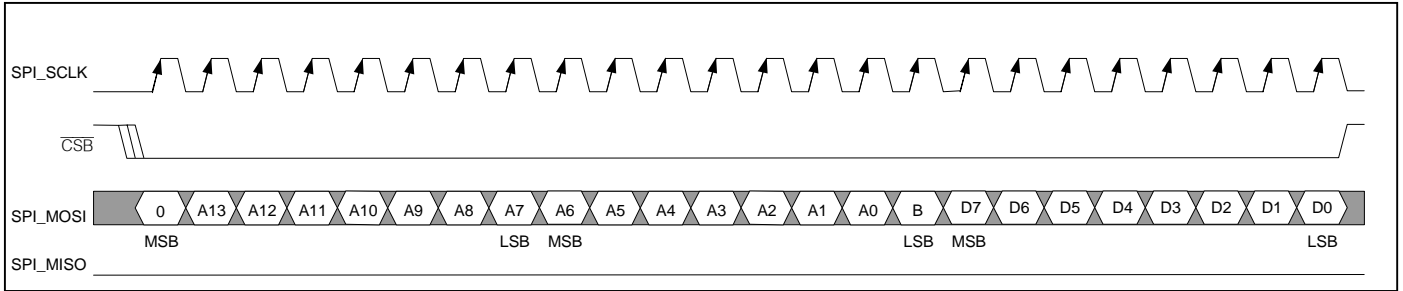 SPI_SCLK
CSB
SPI_MOSI
0 A13 A12 A11 A10 A9 A8 A7 A6 A5 A4 A3 A2 A1 A0 B D7 D6 D5 D4 D3 D2 D1 D0
MSB LSB MSB LSB MSB LSB
SPI_MISO